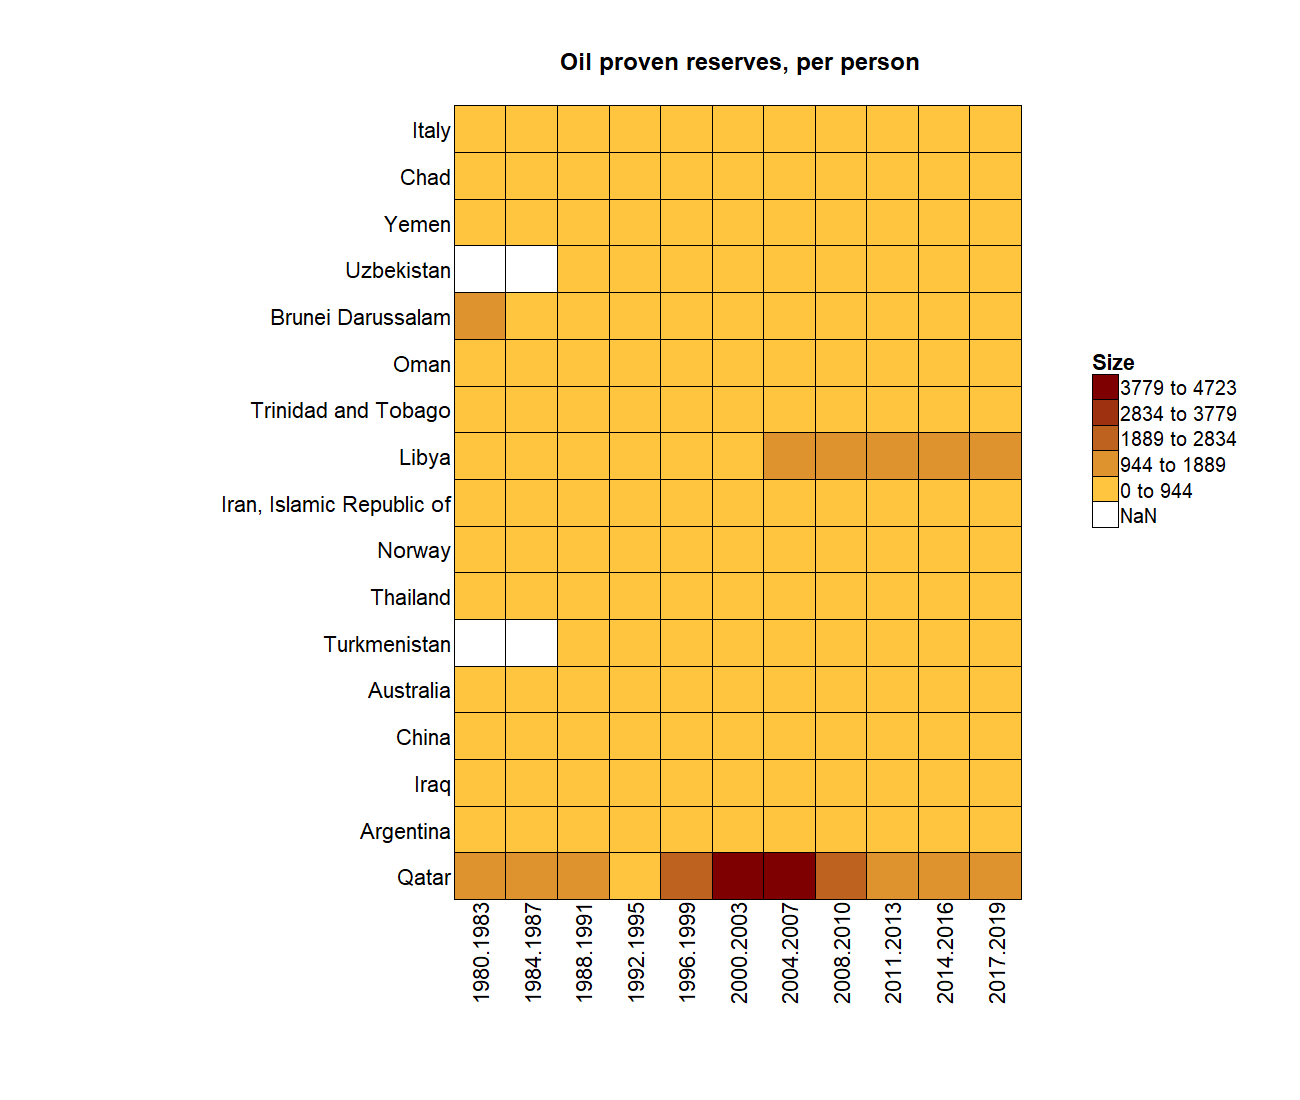 Oil proven reserves, per person
Italy
Chad
Yemen
Uzbekistan
Brunei Darussalam
Oman
Trinidad and Tobago
Libya
Iran, Islamic Republic of
Norway
Thailand
Turkmenistan
Australia
China
Iraq
Argentina
Qatar
1980.1983
1984.1987
1988.1991
1992.1995
1996.1999
2000.2003
2004.2007
2008.2010
2011.2013
2014.2016
2017.2019
Size
3779 to 4723
2834 to 3779
1889 to 2834
944 to 1889
0 to 944
NaN